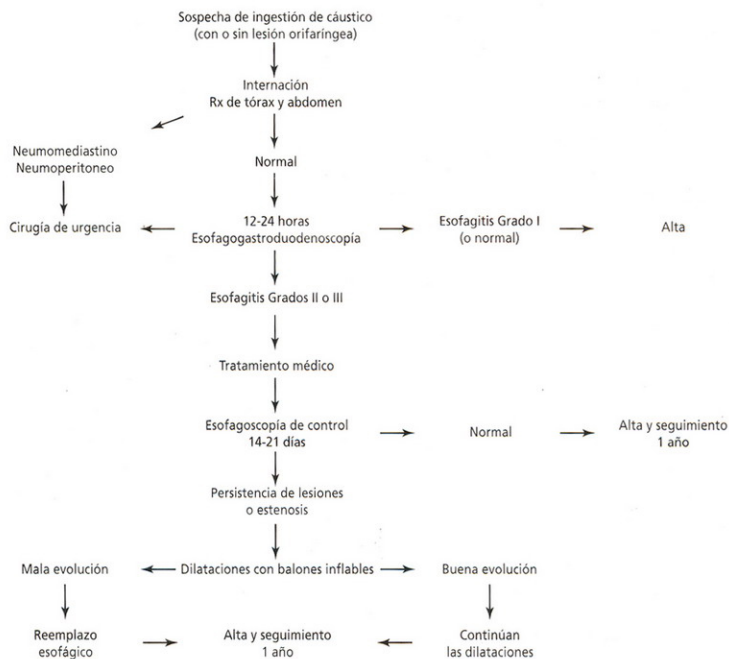 Sospecha de ingestión de cáustico
(con o sin lesión orifaríngea)
Internación
Rx de tórax y abdomen
Neumomediastino
Neumoperitoneo
Normal
Cirugía de urgencia
12-24 horas
Esofagogastroduodenoscopía
Esofagitis Grado I
(o normal)
Alta
Esofagitis Grados II o III
Tratamiento médico
Esofagoscopía de control
14-21 días
Normal
Alta y seguimiento
1 año
Persistencia de lesiones
o estenosis
Mala evolución
Dilataciones con balones inflables
Buena evolución
Reemplazo
esofágico
Alta y seguimiento
1 año
Continúan
las dilataciones